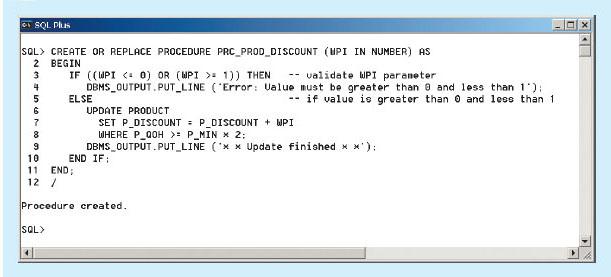 SQL Plus
SQL> CREATE OR REPLACE PROCEDURE PRC_PROD_DISCOUNT (WPI IN NUMBER) AS
2 BEGIN
3 IF ((WPI <= 0) OR (WPI >= 1)) THEN -- validate WPI parameter
4 DBMS_OUTPUT.PUT_LINE ('Error: Value must be greater than 0 and less than 1');
5 ELSE -- if value is greater than 0 and less than 1
6 UPDATE PRODUCT
7 SET P_DISCOUNT = P_DISCOUNT + WPI
8 WHERE P_QOH >= P_MIN × 2;
9 DBMS_OUTPUT.PUT_LINE ('× × Update finished × ×');
10 END IF;
11 END;
12 /
Procedure created.
SQL>